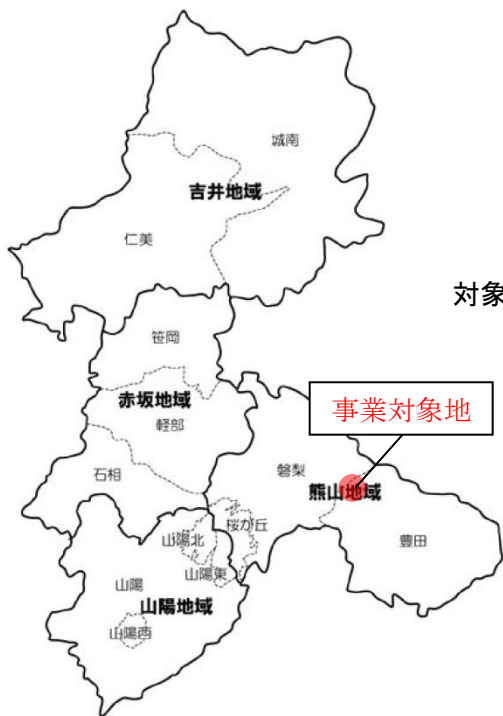 城南
吉井地域
仁美
対象
笹岡
赤坂地域
軽部
事業対象地
石相
磐梨
熊山地域
桜が丘
山陽北
豊田
山陽東
山陽
山陽地域
山陽西